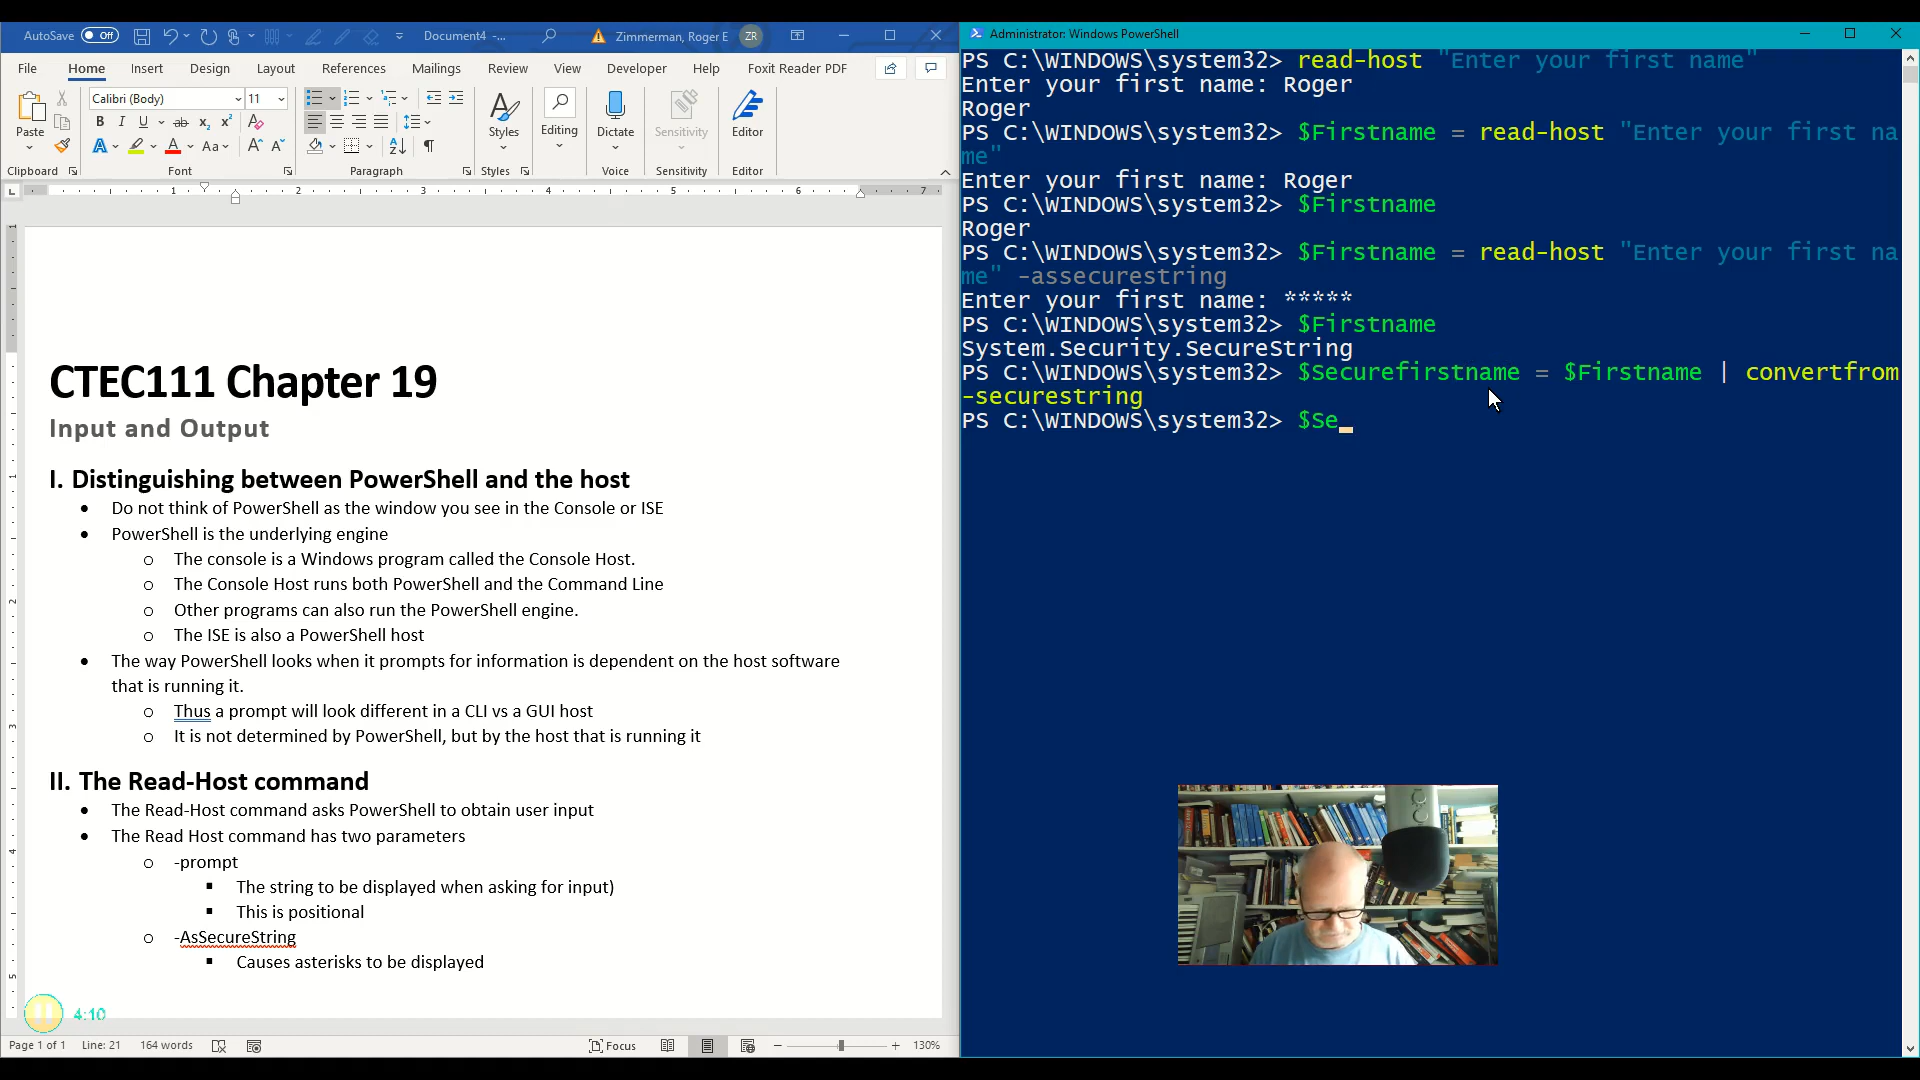 AutoSave Off Document4 -... Zimmerman, Roger E ZR
File Home Insert Design Layout References Mailings Review View Developer Help Foxit Reader PDF
Calibri (Body) 11
Paste Styles Editing Dictate Sensitivity Editor
B I U ab x₂ x²
A A Aa A A
Clipboard Font Paragraph Styles Voice Sensitivity Editor
1 2 3 4 5 6 7
CTEC111 Chapter 19
Input and Output
I. Distinguishing between PowerShell and the host
• Do not think of PowerShell as the window you see in the Console or ISE
• PowerShell is the underlying engine
o The console is a Windows program called the Console Host.
o The Console Host runs both PowerShell and the Command Line
o Other programs can also run the PowerShell engine.
o The ISE is also a PowerShell host
• The way PowerShell looks when it prompts for information is dependent on the host software
that is running it.
o Thus a prompt will look different in a CLI vs a GUI host
o It is not determined by PowerShell, but by the host that is running it
II. The Read-Host command
• The Read-Host command asks PowerShell to obtain user input
• The Read Host command has two parameters
o -prompt
▪ The string to be displayed when asking for input)
▪ This is positional
o -AsSecureString
▪ Causes asterisks to be displayed
4:10
Page 1 of 1 Line: 21 164 words Focus 130%
Administrator: Windows PowerShell
PS C:\WINDOWS\system32> read-host "Enter your first name"
Enter your first name: Roger
Roger
PS C:\WINDOWS\system32> $Firstname = read-host "Enter your first na
me"
Enter your first name: Roger
PS C:\WINDOWS\system32> $Firstname
Roger
PS C:\WINDOWS\system32> $Firstname = read-host "Enter your first na
me" -assecurestring
Enter your first name: *****
PS C:\WINDOWS\system32> $Firstname
System.Security.SecureString
PS C:\WINDOWS\system32> $Securefirstname = $Firstname | convertfrom
-securestring
PS C:\WINDOWS\system32> $Se_